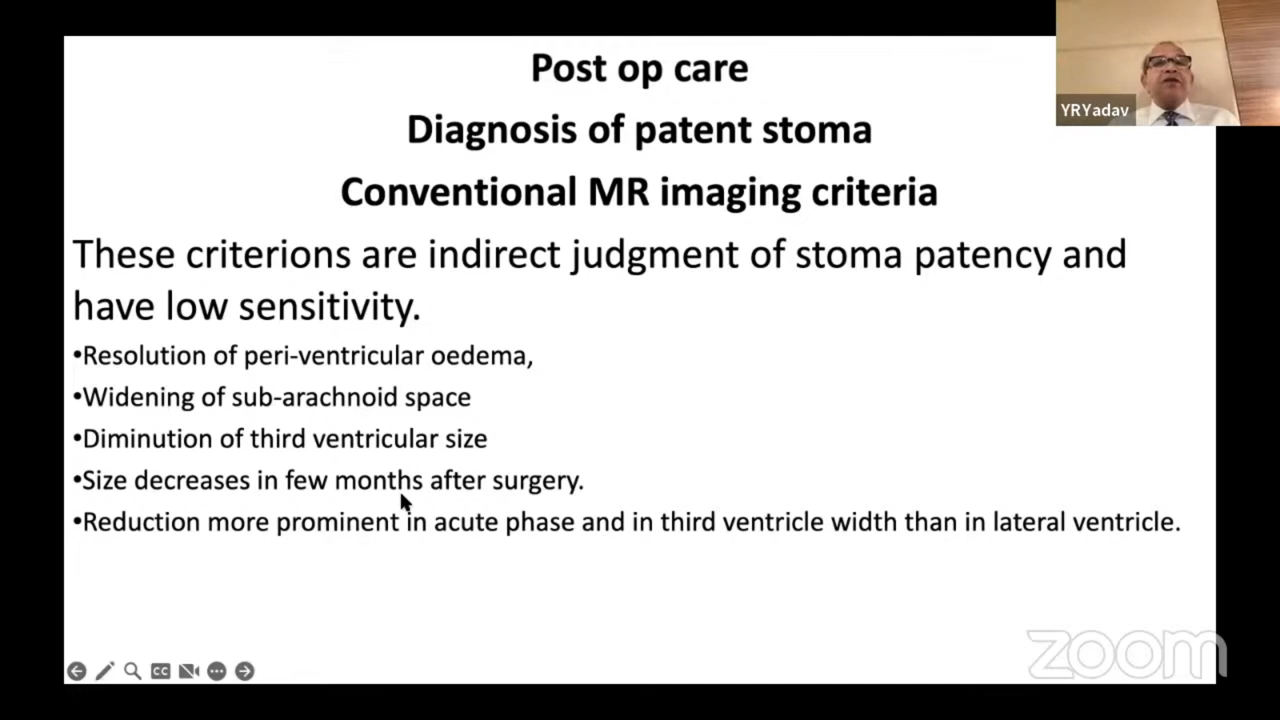 Post op care
Diagnosis of patent stoma
Conventional MR imaging criteria
These criterions are indirect judgment of stoma patency and
have low sensitivity.
•Resolution of peri-ventricular oedema,
•Widening of sub-arachnoid space
•Diminution of third ventricular size
•Size decreases in few months after surgery.
•Reduction more prominent in acute phase and in third ventricle width than in lateral ventricle.
YRYadav
CC
zoom